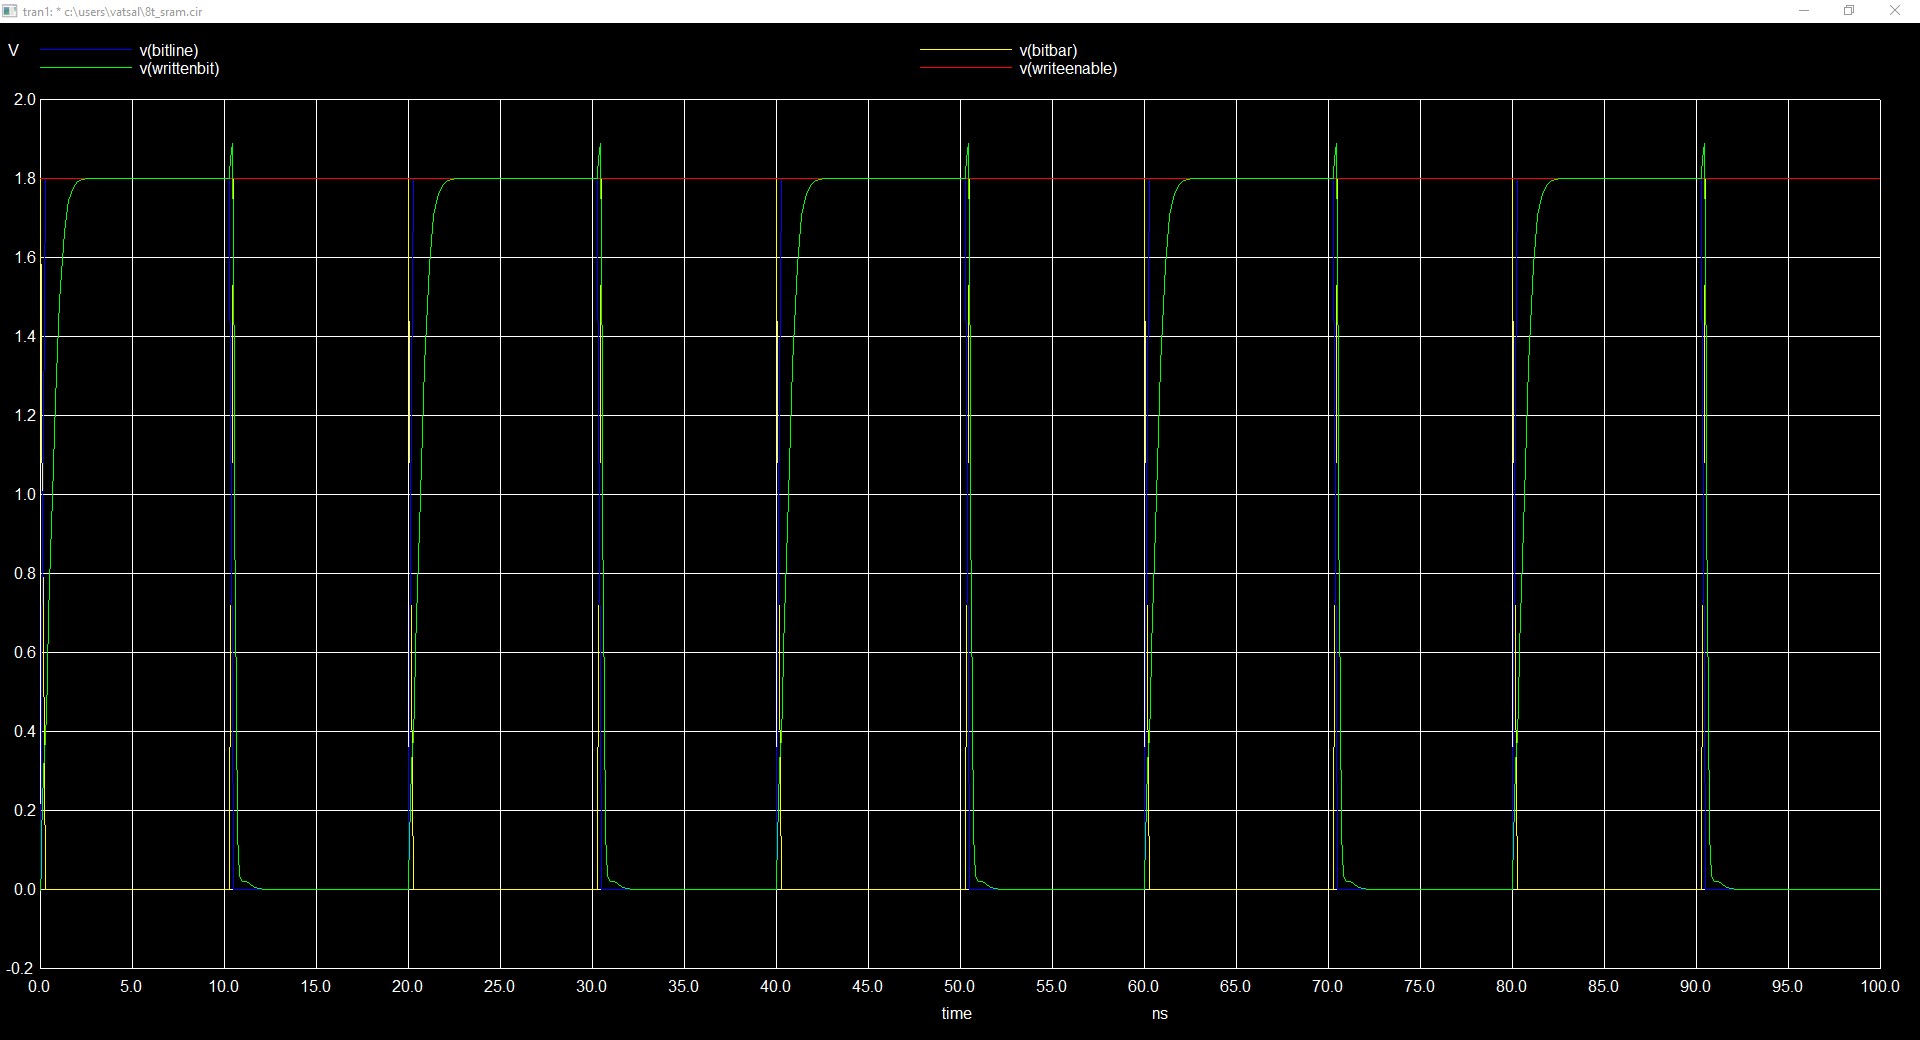 tran1: * c:\users\vatsal\8t_sram.cir
V
v(bitline)
v(bitbar)
v(writtenbit)
v(writeenable)
2.0
1.8
1.6
1.4
1.2
1.0
0.8
0.6
0.4
0.2
0.0
-0.2
0.0 5.0 10.0 15.0 20.0 25.0 30.0 35.0 40.0 45.0 50.0 55.0 60.0 65.0 70.0 75.0 80.0 85.0 90.0 95.0 100.0
time ns